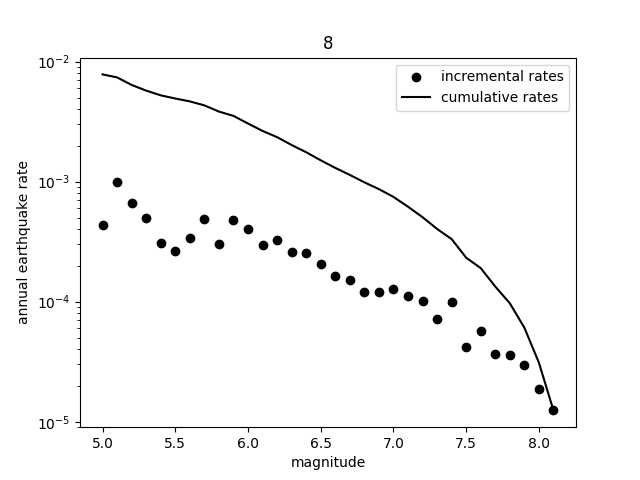 8
incremental rates
cumulative rates
annual earthquake rate
10⁻²
10⁻³
10⁻⁴
10⁻⁵
5.0 5.5 6.0 6.5 7.0 7.5 8.0
magnitude